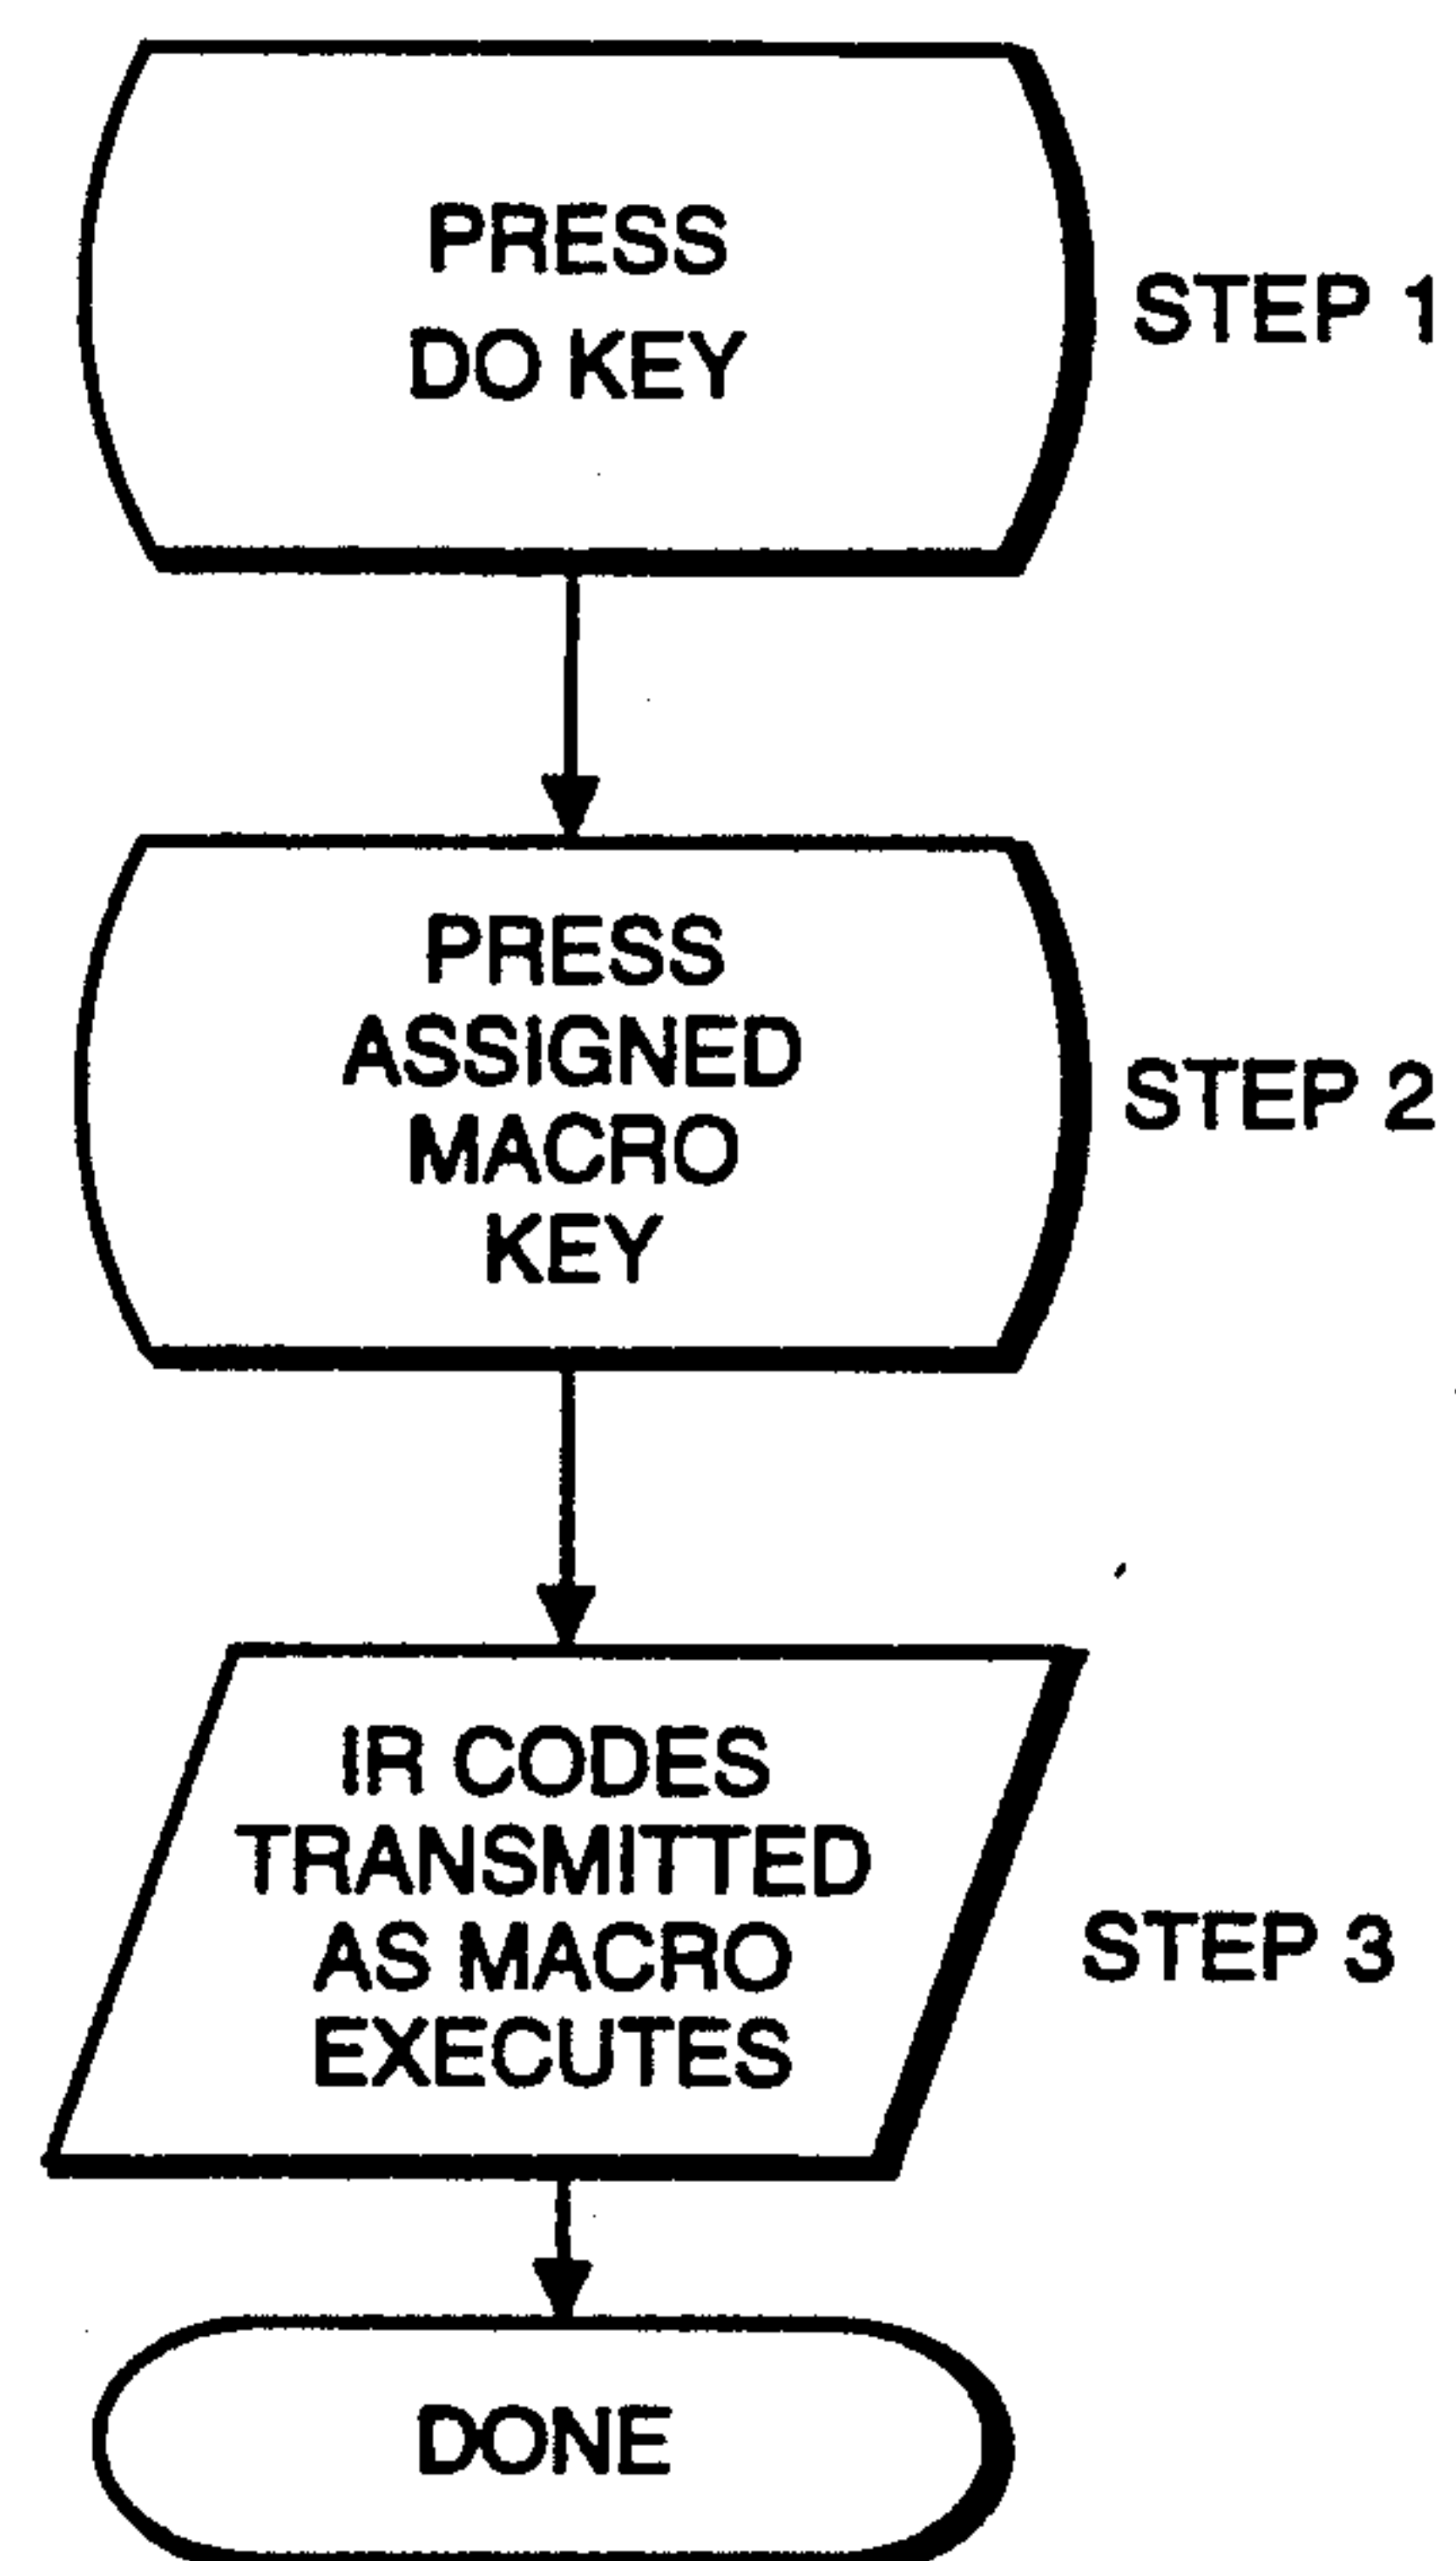 PRESS
DO KEY
STEP 1
PRESS
ASSIGNED
MACRO
KEY
STEP 2
IR CODES
TRANSMITTED
AS MACRO
EXECUTES
STEP 3
DONE